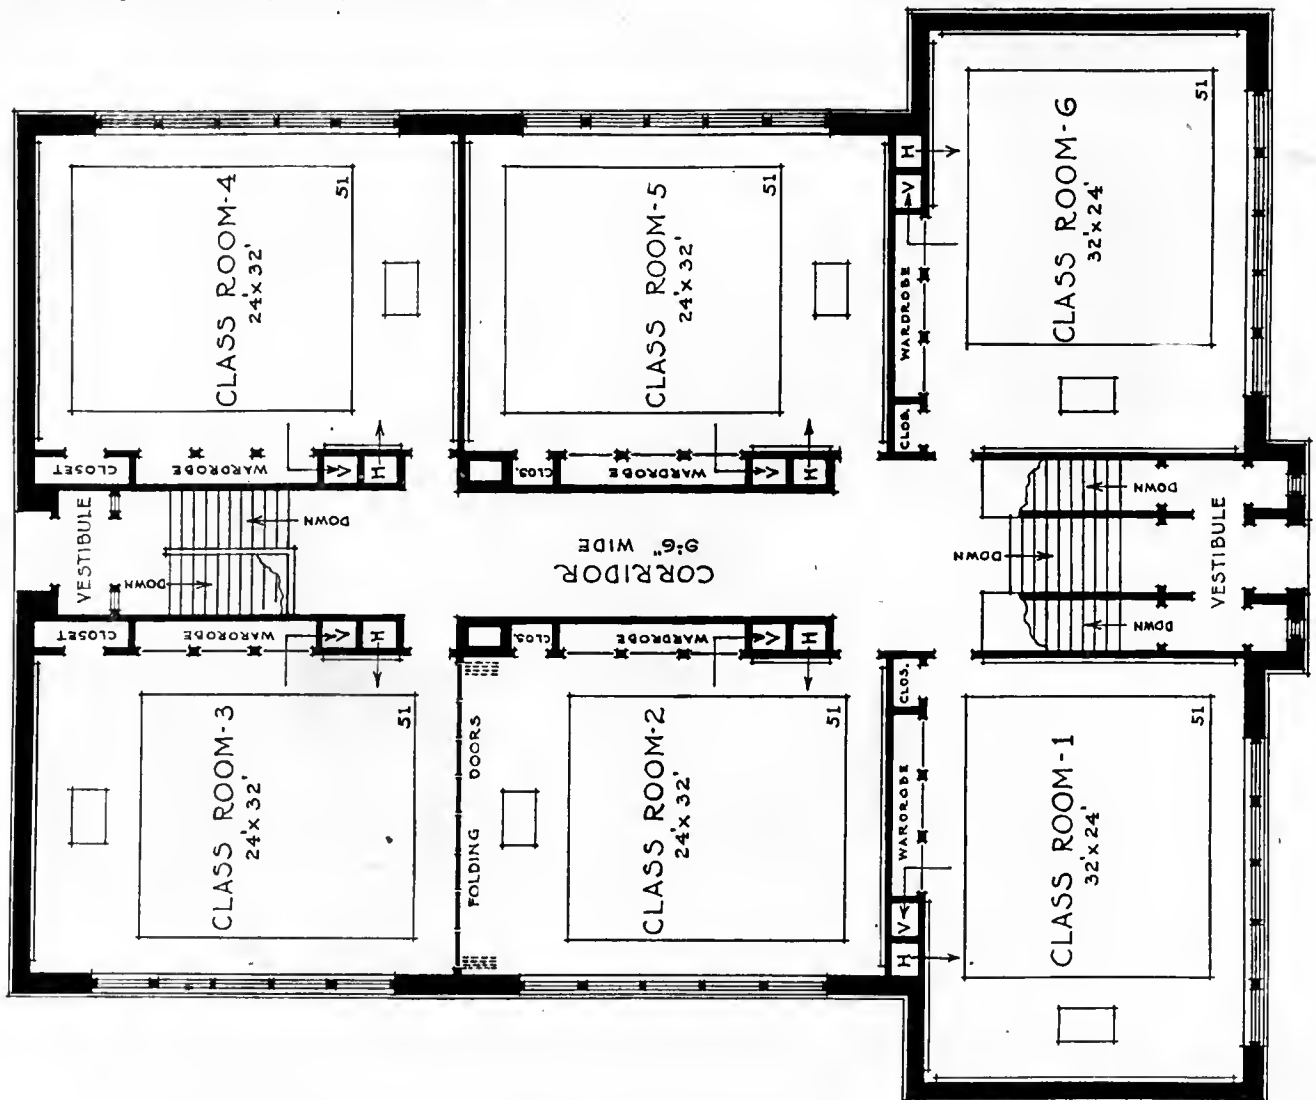 CLASS ROOM-4
24'x 32'
51
CLOSET
WARDROBE
V
H
CLASS ROOM-5
24'x 32'
51
CLOS.
WARDROBE
V
H
CLASS ROOM-6
32'x 24'
51
H
V
WARDROBE
CLOS.
VESTIBULE
DOWN
DOWN
CORRIDOR
9'-6" WIDE
DOWN
DOWN
DOWN
VESTIBULE
CLOSET
WARDROBE
V
H
CLASS ROOM-3
24'x 32'
51
FOLDING DOORS
CLOS.
WARDROBE
V
H
CLASS ROOM-2
24'x 32'
51
CLOS.
WARDROBE
V
H
CLASS ROOM-1
32'x 24'
51